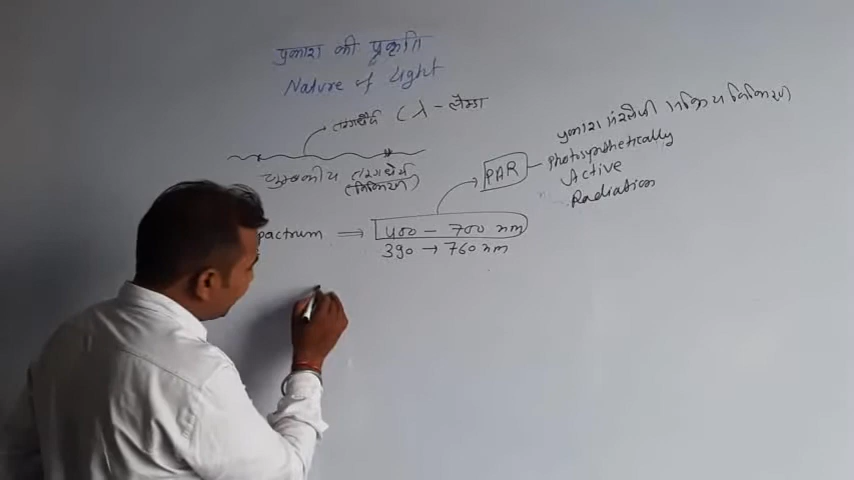 प्रकाश की प्रकृति
Nature of Light
तरंगदैर्घ्य ( λ - लैम्डा
चुम्बकीय तरंगदैर्घ्य
(विकिरण)
PAR
प्रकाश संश्लेषी सक्रिय विकिरण
Photosynthetically
Active
Radiation
pactrum ⟹ 400 - 700 nm
390 → 760 nm